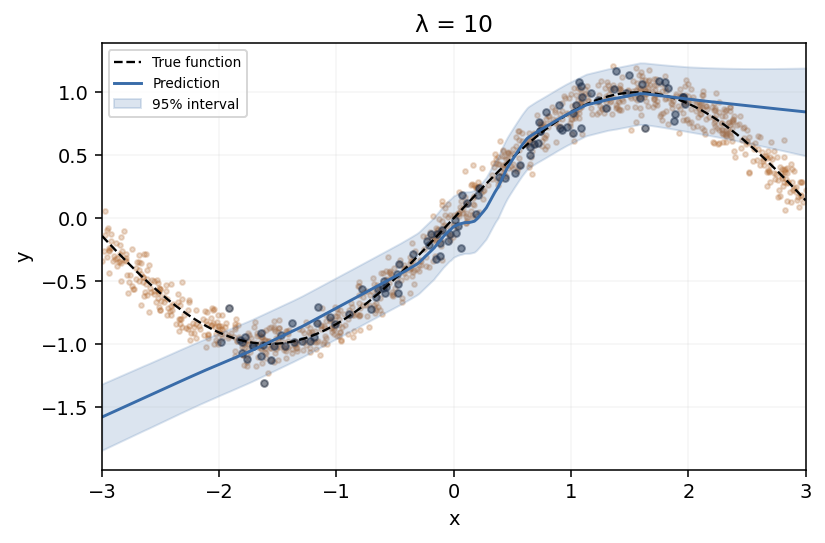 λ = 10
True function
Prediction
95% interval
1.0
0.5
0.0
−0.5
−1.0
−1.5
y
−3 −2 −1 0 1 2 3
x